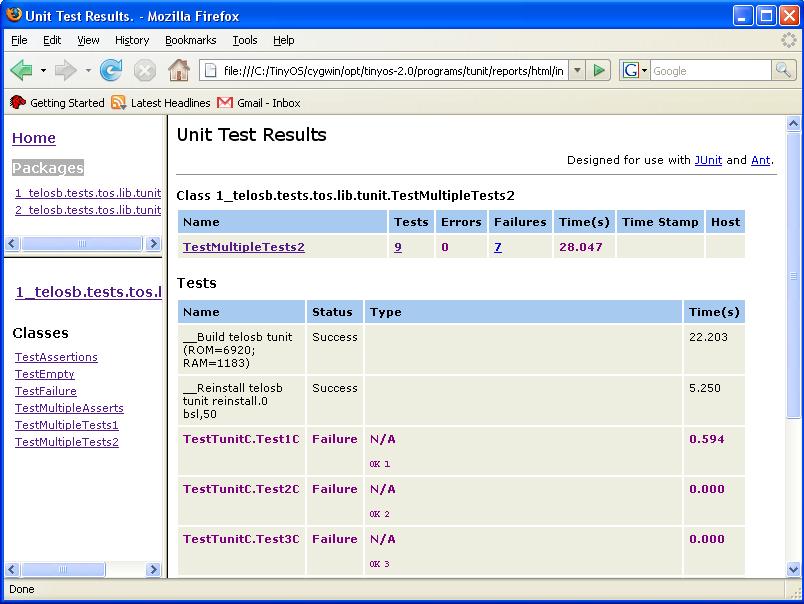 Unit Test Results. - Mozilla Firefox
File Edit View History Bookmarks Tools Help
file:///C:/TinyOS/cygwin/opt/tinyos-2.0/programs/tunit/reports/html/in
G Google
Getting Started Latest Headlines Gmail - Inbox
Home
Packages
1_telosb.tests.tos.lib.tunit
2_telosb.tests.tos.lib.tunit
1_telosb.tests.tos.l
Classes
TestAssertions
TestEmpty
TestFailure
TestMultipleAsserts
TestMultipleTests1
TestMultipleTests2
Unit Test Results
Designed for use with JUnit and Ant.
Class 1_telosb.tests.tos.lib.tunit.TestMultipleTests2
Name Tests Errors Failures Time(s) Time Stamp Host
TestMultipleTests2 9 0 7 28.047
Tests
Name Status Type Time(s)
__Build telosb tunit Success 22.203
(ROM=6920;
RAM=1183)
__Reinstall telosb Success 5.250
tunit reinstall.0
bsl,50
TestTunitC.Test1C Failure N/A 0.594
OK 1
TestTunitC.Test2C Failure N/A 0.000
OK 2
TestTunitC.Test3C Failure N/A 0.000
OK 3
Done